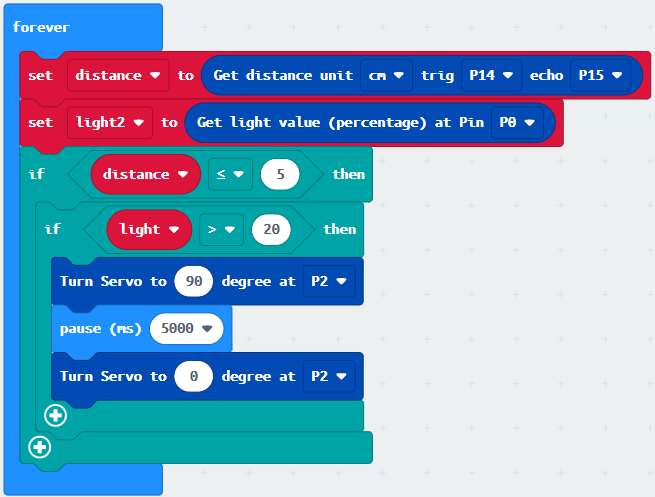 forever
set distance to Get distance unit cm trig P14 echo P15
set light2 to Get light value (percentage) at Pin P0
if distance ≤ 5 then
if light > 20 then
Turn Servo to 90 degree at P2
pause (ms) 5000
Turn Servo to 0 degree at P2